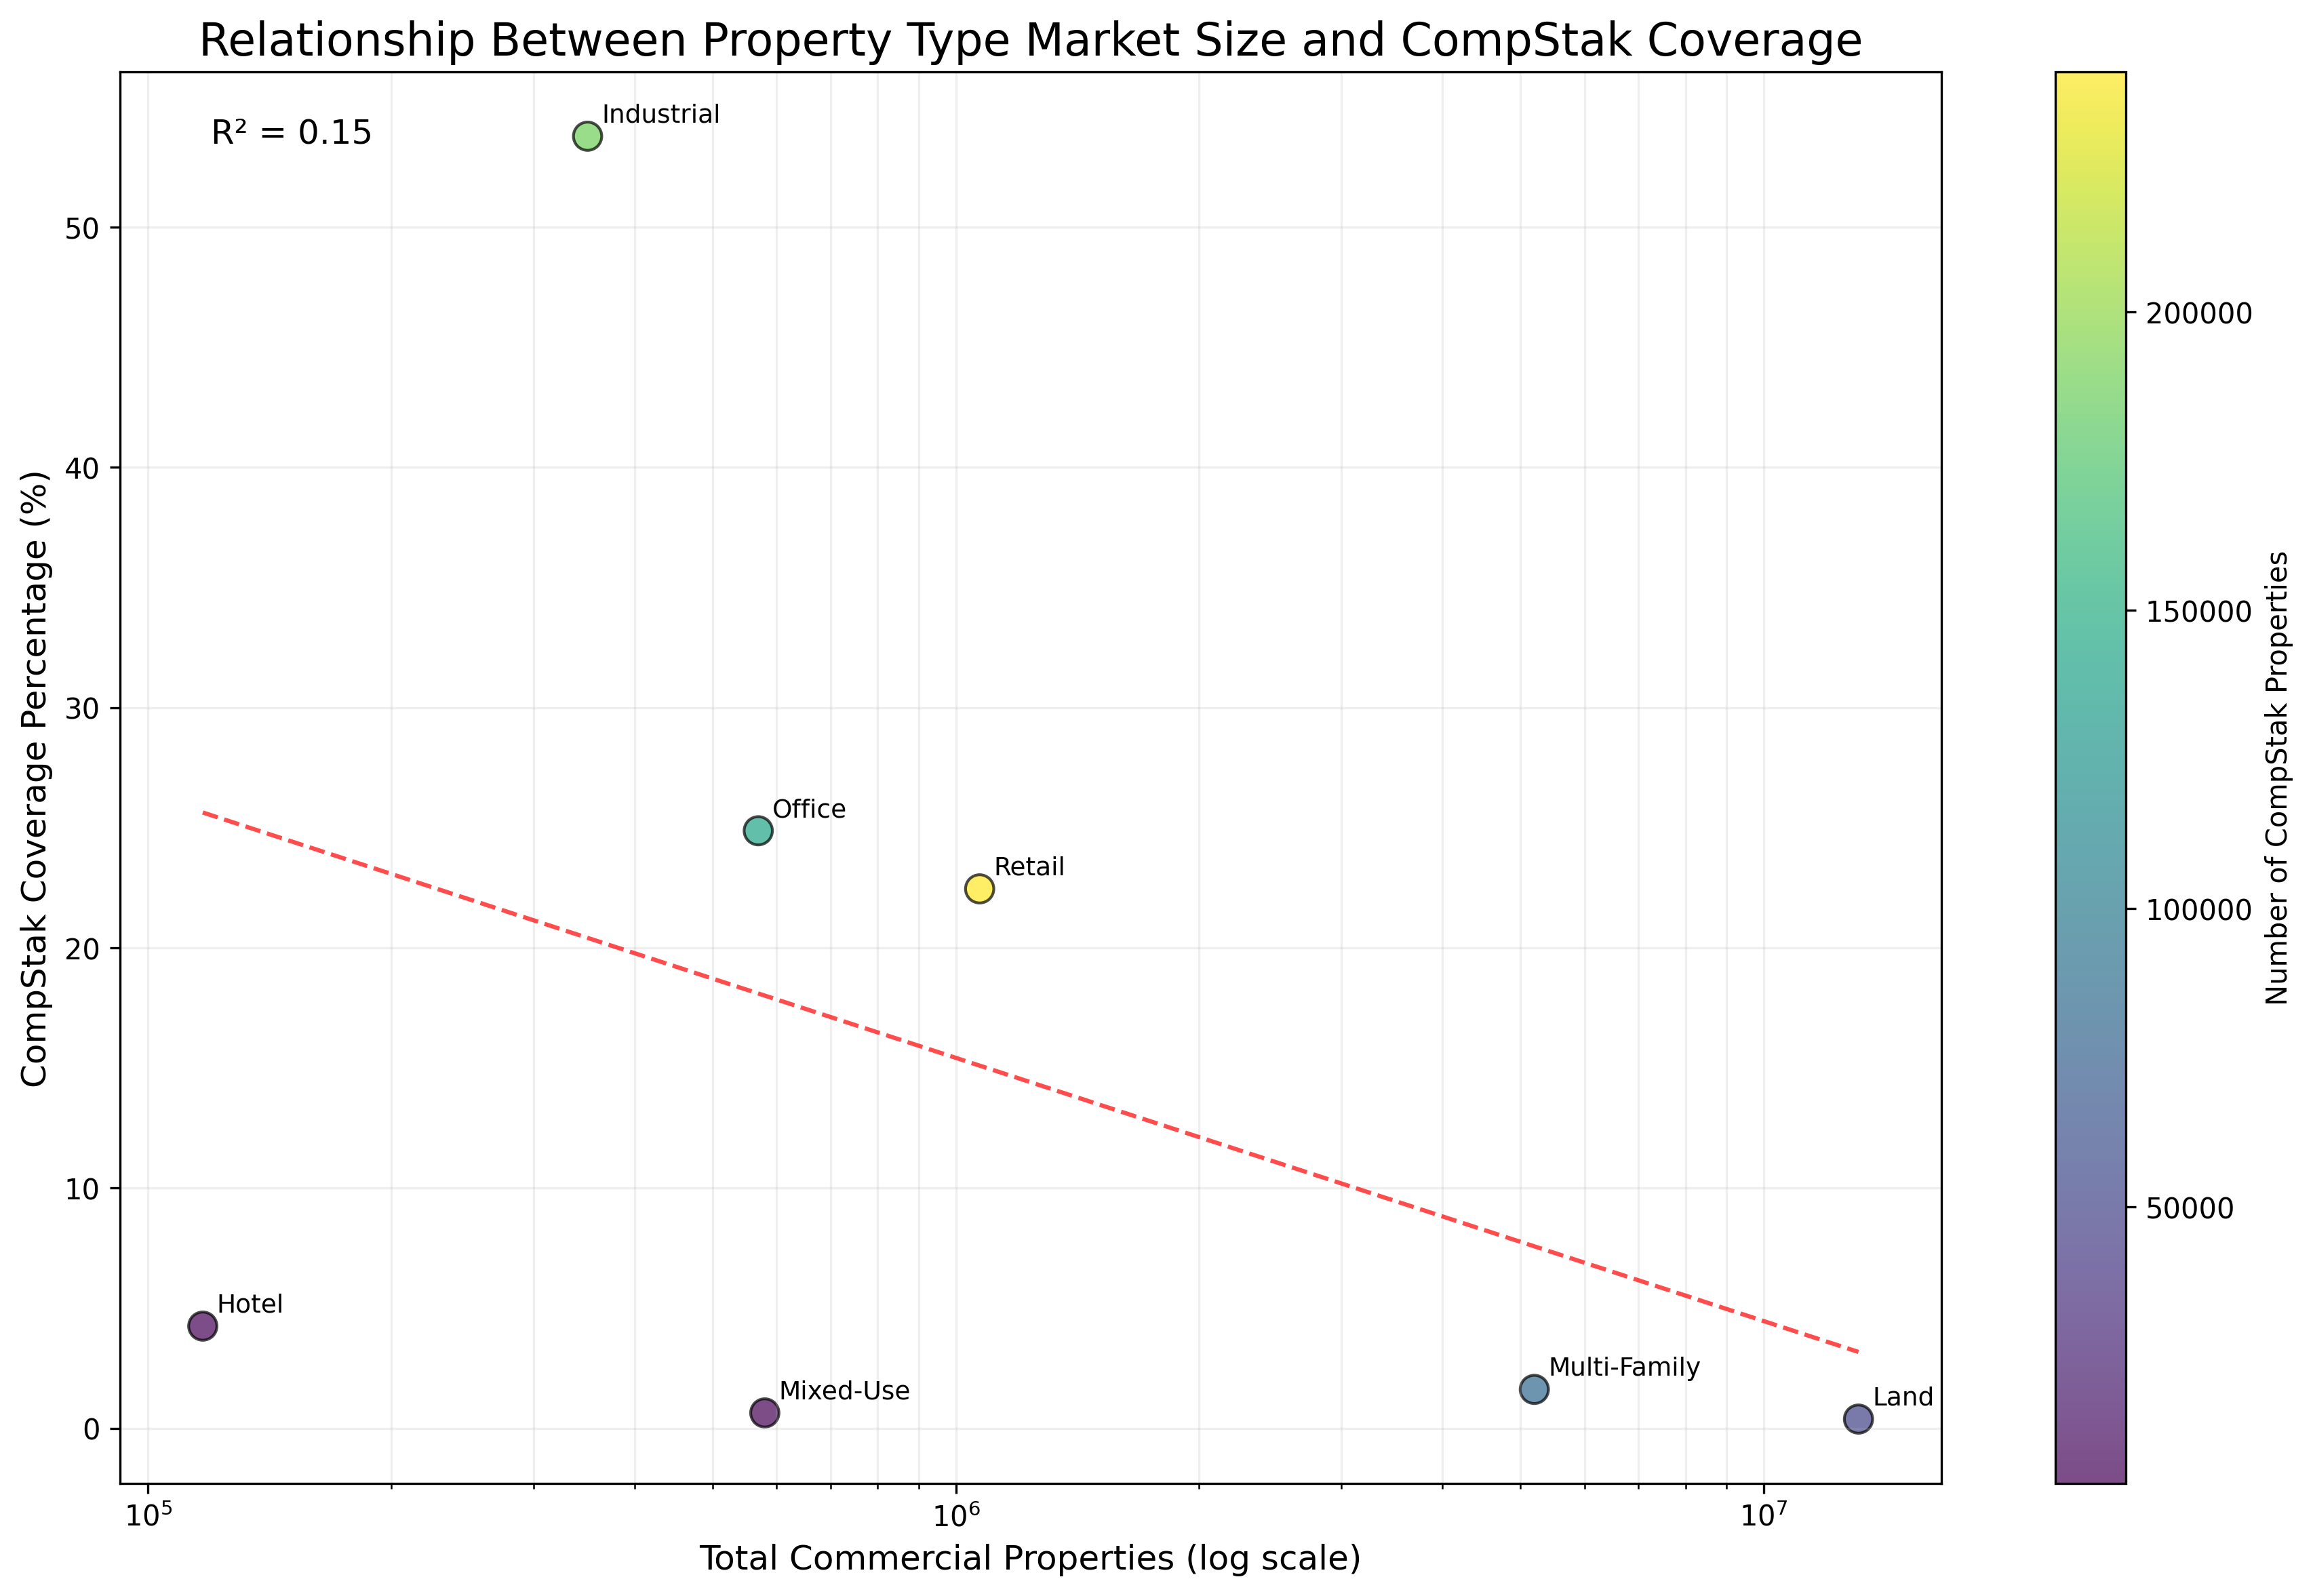 Relationship Between Property Type Market Size and CompStak Coverage
R² = 0.15
Industrial
Office
Retail
Hotel
Mixed-Use
Multi-Family
Land
CompStak Coverage Percentage (%)
50
40
30
20
10
0
10⁵
10⁶
10⁷
Total Commercial Properties (log scale)
200000
150000
100000
50000
Number of CompStak Properties